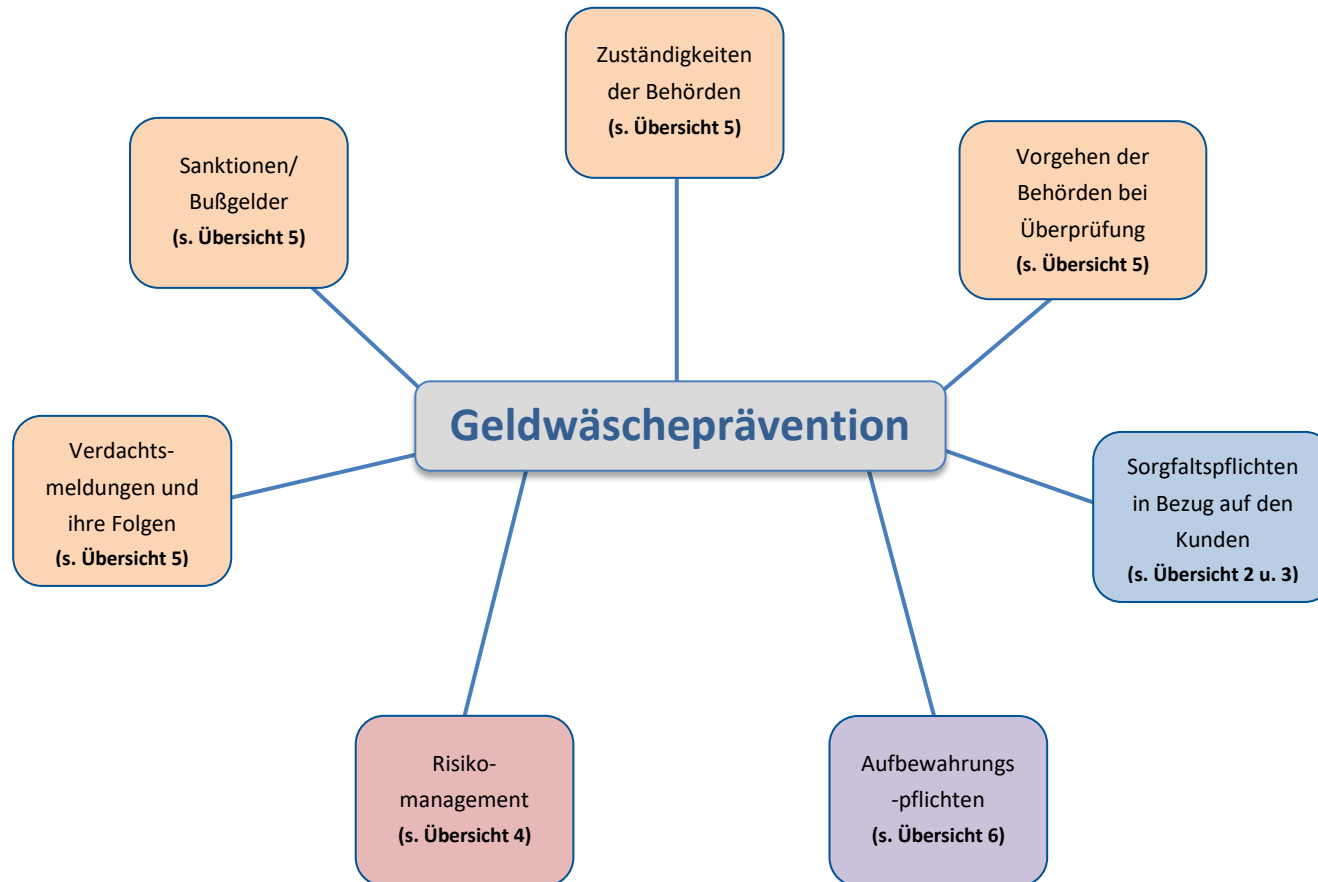 Zuständigkeiten
der Behörden
(s. Übersicht 5)
Sanktionen/
Bußgelder
(s. Übersicht 5)
Vorgehen der
Behörden bei
Überprüfung
(s. Übersicht 5)
Geldwäscheprävention
Verdachts-
meldungen und
ihre Folgen
(s. Übersicht 5)
Sorgfaltspflichten
in Bezug auf den
Kunden
(s. Übersicht 2 u. 3)
Risiko-
management
(s. Übersicht 4)
Aufbewahrungs
-pflichten
(s. Übersicht 6)